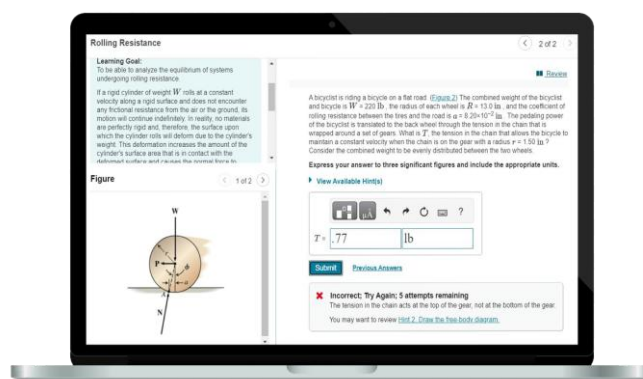 Rolling Resistance
2 of 2
Learning Goal:
To be able to analyze the equilibrium of systems
undergoing rolling resistance.
If a rigid cylinder of weight W rolls at a constant
velocity along a rigid surface and does not encounter
any frictional resistance from the air or the ground, its
motion will continue indefinitely. In reality, no materials
are perfectly rigid and, therefore, the surface upon
which the cylinder rolls will deform due to the cylinder's
weight. This deformation increases the amount of the
cylinder's surface area that is in contact with the
deformed surface and causes the normal force to
Figure
1 of 2
W
r
P
θ
a
A
N
Review
A bicyclist is riding a bicycle on a flat road. (Figure 2) The combined weight of the bicyclist
and bicycle is W = 220 lb, the radius of each wheel is R = 13.0 in, and the coefficient of
rolling resistance between the tires and the road is a = 8.20×10⁻² in. The pedaling power
of the bicyclist is translated to the back wheel through the tension in the chain that is
wrapped around a set of gears. What is T, the tension in the chain that allows the bicycle to
maintain a constant velocity when the chain is on the gear with a radius r = 1.50 in ?
Consider the combined weight to be evenly distributed between the two wheels.
Express your answer to three significant figures and include the appropriate units.
View Available Hint(s)
μÅ
?
T = .77 lb
Submit Previous Answers
Incorrect; Try Again; 5 attempts remaining
The tension in the chain acts at the top of the gear, not at the bottom of the gear.
You may want to review Hint 2. Draw the free-body diagram.